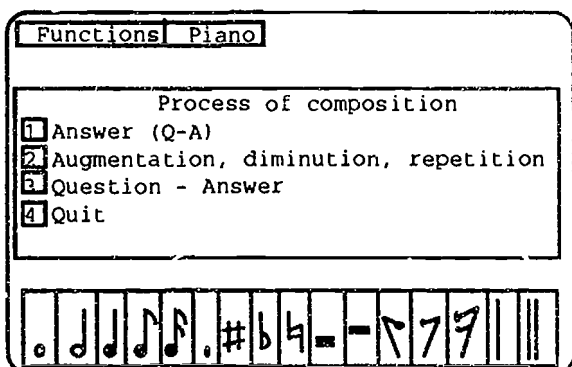 Functions Piano
Process of composition
1 Answer (Q-A)
2 Augmentation, diminution, repetition
3 Question - Answer
4 Quit